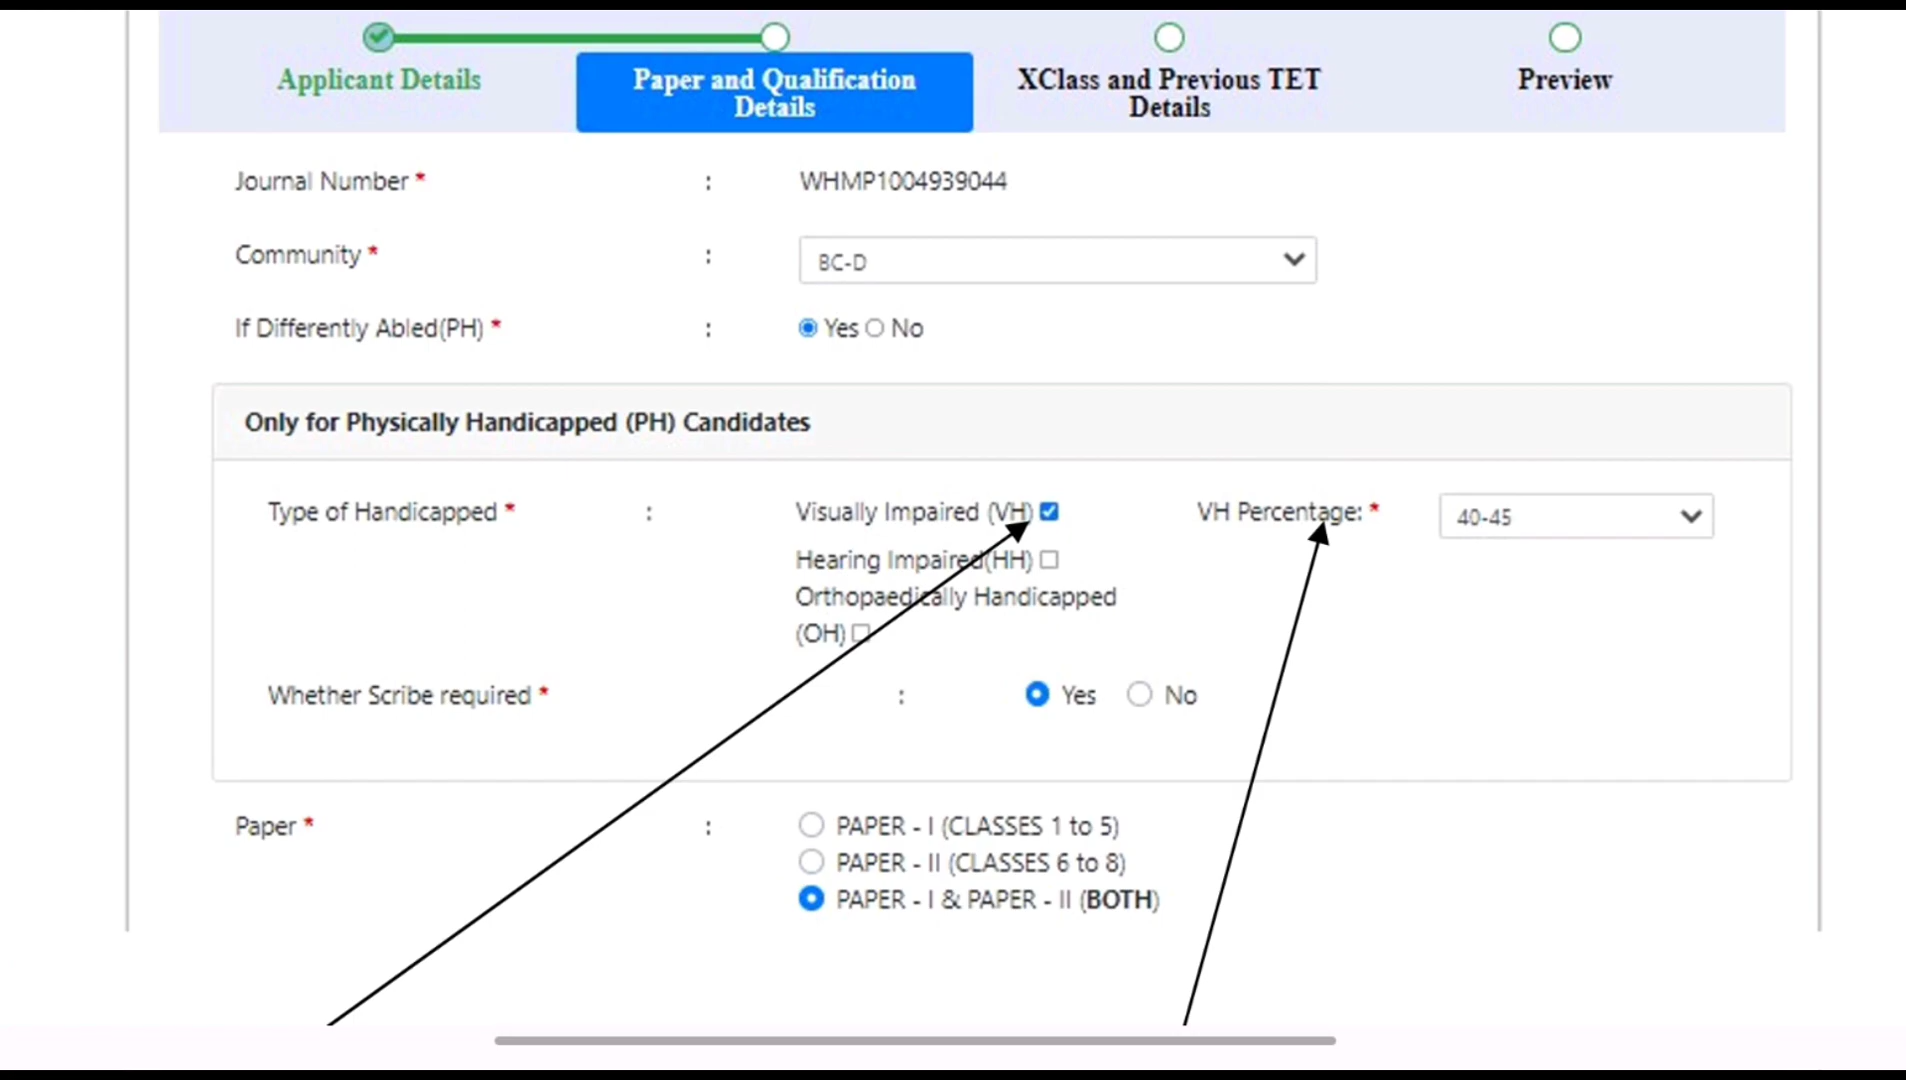 Applicant Details
Paper and Qualification
Details
XClass and Previous TET
Details
Preview
Journal Number * : WHMP1004939044
Community * : BC-D
If Differently Abled(PH) * : Yes No
Only for Physically Handicapped (PH) Candidates
Type of Handicapped * : Visually Impaired (VH) VH Percentage: * 40-45
Hearing Impaired(HH)
Orthopaedically Handicapped
(OH)
Whether Scribe required * : Yes No
Paper * : PAPER - I (CLASSES 1 to 5)
PAPER - II (CLASSES 6 to 8)
PAPER - I & PAPER - II (BOTH)